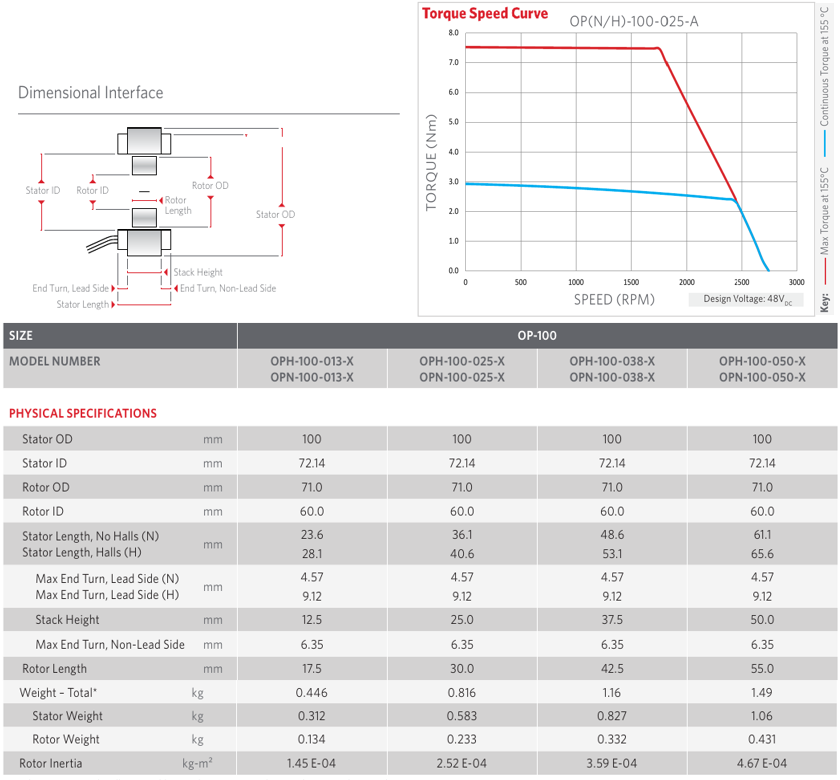 Torque Speed Curve
OP(N/H)-100-025-A
8.0
7.0
6.0
5.0
4.0
3.0
2.0
1.0
0.0
TORQUE (Nm)
0 500 1000 1500 2000 2500 3000
SPEED (RPM)
Design Voltage: 48VDC
Key: Max Torque at 155°C Continuous Torque at 155 °C
Dimensional Interface
Stator ID
Rotor ID
Rotor OD
Rotor
Length
Stator OD
Stack Height
End Turn, Lead Side
End Turn, Non-Lead Side
Stator Length
SIZE OP-100
MODEL NUMBER OPH-100-013-X OPH-100-025-X OPH-100-038-X OPH-100-050-X
OPN-100-013-X OPN-100-025-X OPN-100-038-X OPN-100-050-X
PHYSICAL SPECIFICATIONS
Stator OD mm 100 100 100 100
Stator ID mm 72.14 72.14 72.14 72.14
Rotor OD mm 71.0 71.0 71.0 71.0
Rotor ID mm 60.0 60.0 60.0 60.0
Stator Length, No Halls (N) mm 23.6 36.1 48.6 61.1
Stator Length, Halls (H) 28.1 40.6 53.1 65.6
Max End Turn, Lead Side (N) mm 4.57 4.57 4.57 4.57
Max End Turn, Lead Side (H) 9.12 9.12 9.12 9.12
Stack Height mm 12.5 25.0 37.5 50.0
Max End Turn, Non-Lead Side mm 6.35 6.35 6.35 6.35
Rotor Length mm 17.5 30.0 42.5 55.0
Weight – Total* kg 0.446 0.816 1.16 1.49
Stator Weight kg 0.312 0.583 0.827 1.06
Rotor Weight kg 0.134 0.233 0.332 0.431
Rotor Inertia kg-m² 1.45 E-04 2.52 E-04 3.59 E-04 4.67 E-04